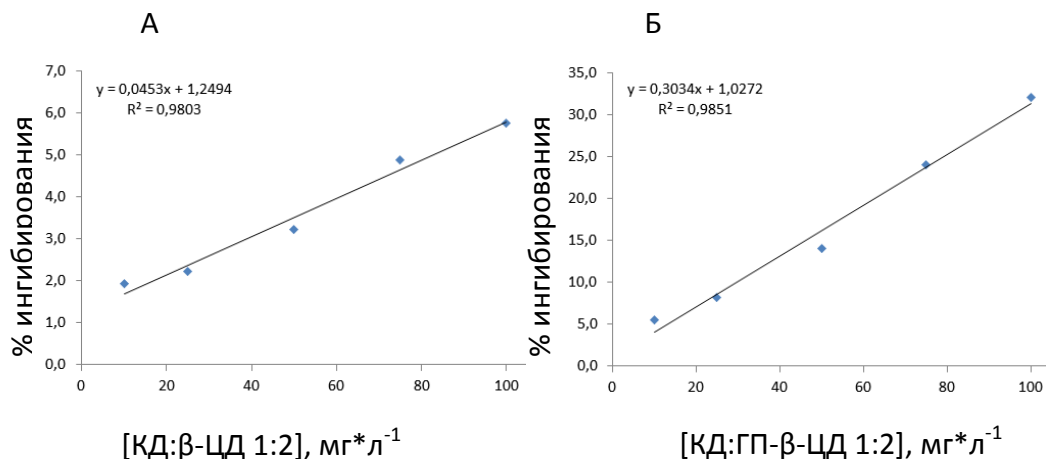 А
7,0
6,0
5,0
4,0
3,0
2,0
1,0
0,0
% ингибирования
y = 0,0453x + 1,2494
R² = 0,9803
0
20
40
60
80
100
[КД:β-ЦД 1:2], мг*л⁻¹
Б
35,0
30,0
25,0
20,0
15,0
10,0
5,0
0,0
% ингибирования
y = 0,3034x + 1,0272
R² = 0,9851
0
20
40
60
80
100
[КД:ГП-β-ЦД 1:2], мг*л⁻¹